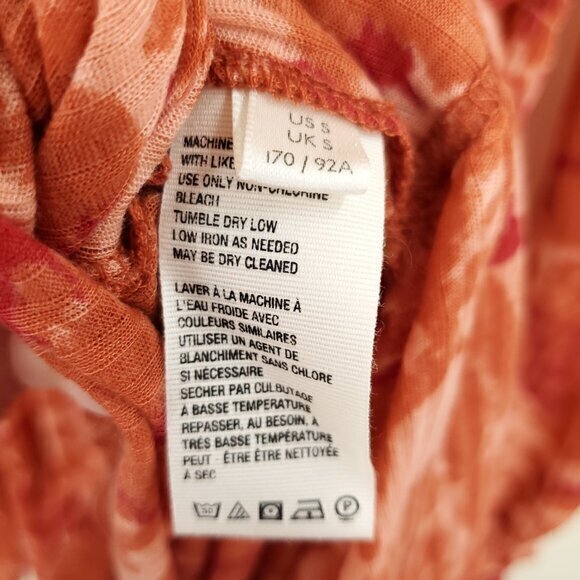 US S
UK S
170 / 92A
MACHINE
WITH LIKE
USE ONLY NON-CHLORINE
BLEACH
TUMBLE DRY LOW
LOW IRON AS NEEDED
MAY BE DRY CLEANED
LAVER À LA MACHINE À
L'EAU FROIDE AVEC
COULEURS SIMILAIRES
UTILISER UN AGENT DE
BLANCHIMENT SANS CHLORE
SI NÉCESSAIRE
SECHER PAR CULBUTAGE
À BASSE TEMPERATURE
REPASSER, AU BESOIN, À
TRÈS BASSE TEMPÉRATURE
PEUT - ÊTRE ÊTRE NETTOYÉE
A SEC
P